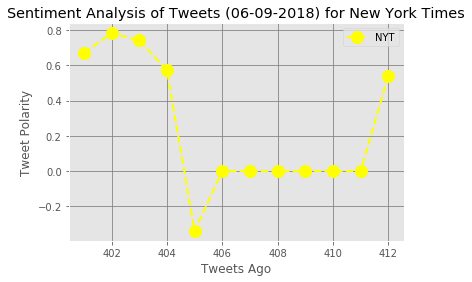 Sentiment Analysis of Tweets (06-09-2018) for New York Times
NYT
0.8
0.6
0.4
0.2
0.0
−0.2
Tweet Polarity
402 404 406 408 410 412
Tweets Ago